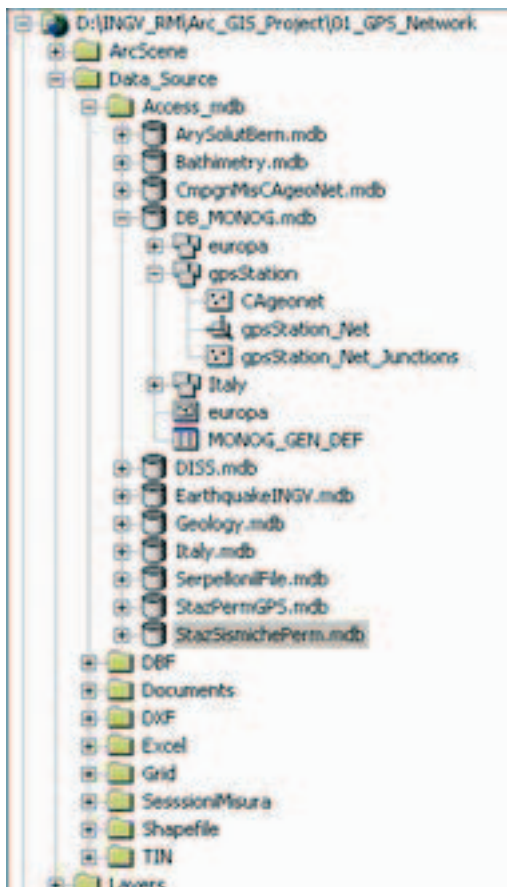 D:\INGV_RM\Arc_GIS_Project\01_GPS_Network
ArcScene
Data_Source
Access_mdb
ArySolutBern.mdb
Bathimetry.mdb
CmpgnMisCAgeoNet.mdb
DB_MONOG.mdb
europa
gpsStation
CAgeonet
gpsStation_Net
gpsStation_Net_Junctions
Italy
europa
MONOG_GEN_DEF
DISS.mdb
EarthquakeINGV.mdb
Geology.mdb
Italy.mdb
SerpelloniFile.mdb
StazPermGPS.mdb
StazSismichePerm.mdb
DBF
Documents
DXF
Excel
Grid
SesssioniMisura
Shapefile
TIN
Layers